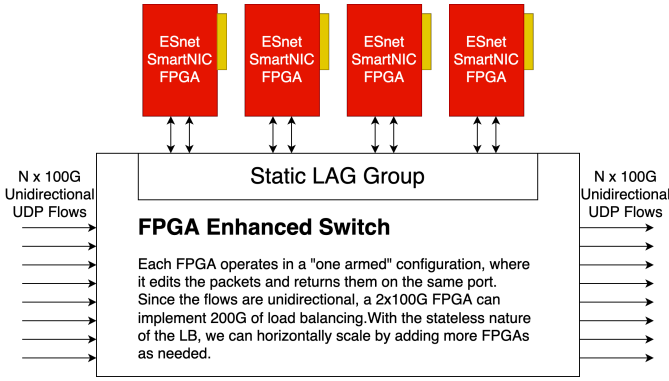 ESnet
SmartNIC
FPGA
ESnet
SmartNIC
FPGA
ESnet
SmartNIC
FPGA
ESnet
SmartNIC
FPGA
Static LAG Group
N x 100G
Unidirectional
UDP Flows
N x 100G
Unidirectional
UDP Flows
FPGA Enhanced Switch
Each FPGA operates in a "one armed" configuration, where
it edits the packets and returns them on the same port.
Since the flows are unidirectional, a 2x100G FPGA can
implement 200G of load balancing.With the stateless nature
of the LB, we can horizontally scale by adding more FPGAs
as needed.